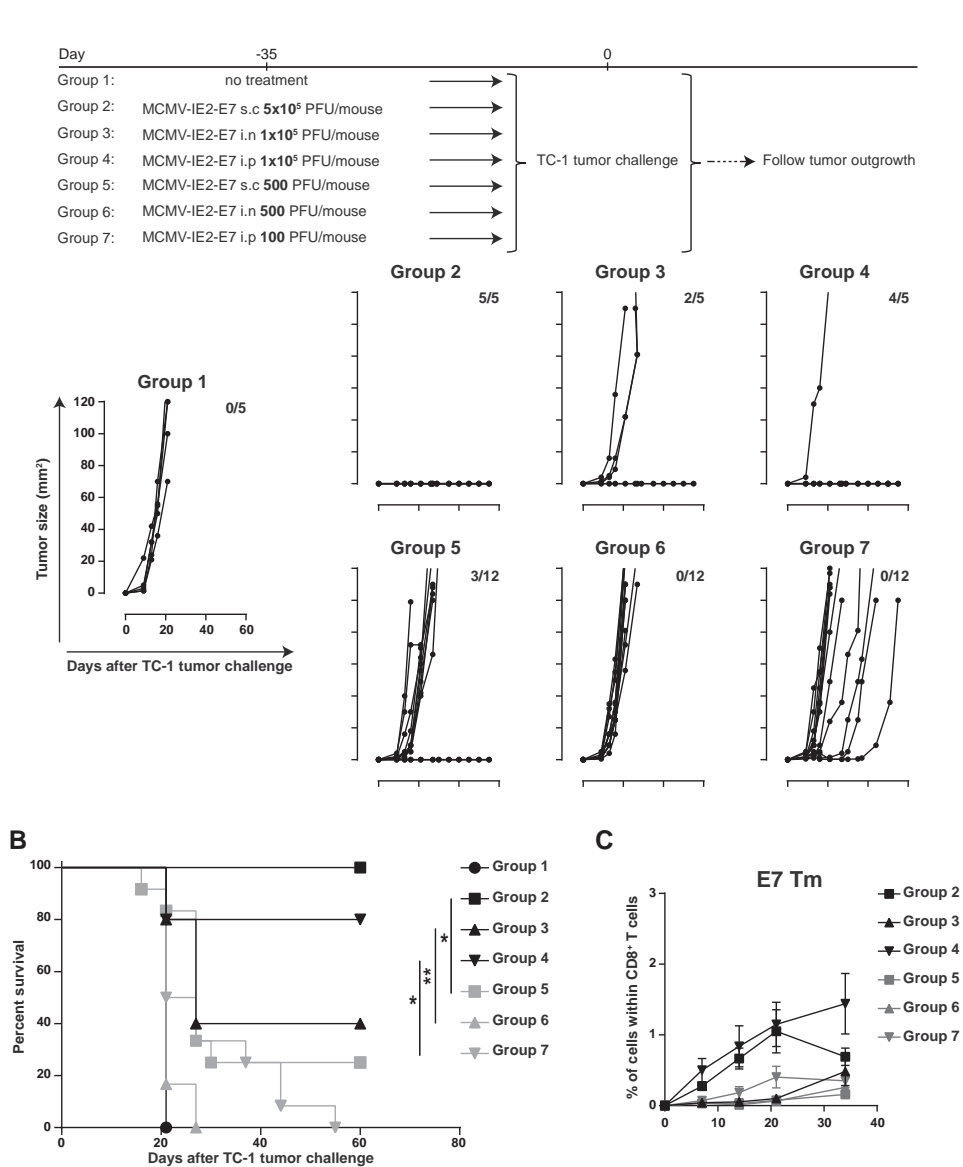 Day -35 0
Group 1: no treatment
Group 2: MCMV-IE2-E7 s.c 5x10⁵ PFU/mouse
Group 3: MCMV-IE2-E7 i.n 1x10⁵ PFU/mouse
Group 4: MCMV-IE2-E7 i.p 1x10⁵ PFU/mouse
Group 5: MCMV-IE2-E7 s.c 500 PFU/mouse
Group 6: MCMV-IE2-E7 i.n 500 PFU/mouse
Group 7: MCMV-IE2-E7 i.p 100 PFU/mouse
TC-1 tumor challenge
Follow tumor outgrowth
Group 2
5/5
Group 3
2/5
Group 4
4/5
Group 1
0/5
120
100
80
60
40
20
0
Tumor size (mm²)
0 20 40 60
Days after TC-1 tumor challenge
Group 5
3/12
Group 6
0/12
Group 7
0/12
B
100
80
60
40
20
0
Percent survival
0 20 40 60 80
Days after TC-1 tumor challenge
Group 1
Group 2
Group 3
Group 4
Group 5
Group 6
Group 7
*
**
*
C
E7 Tm
3
2
1
0
% of cells within CD8⁺ T cells
0 10 20 30 40
Group 2
Group 3
Group 4
Group 5
Group 6
Group 7